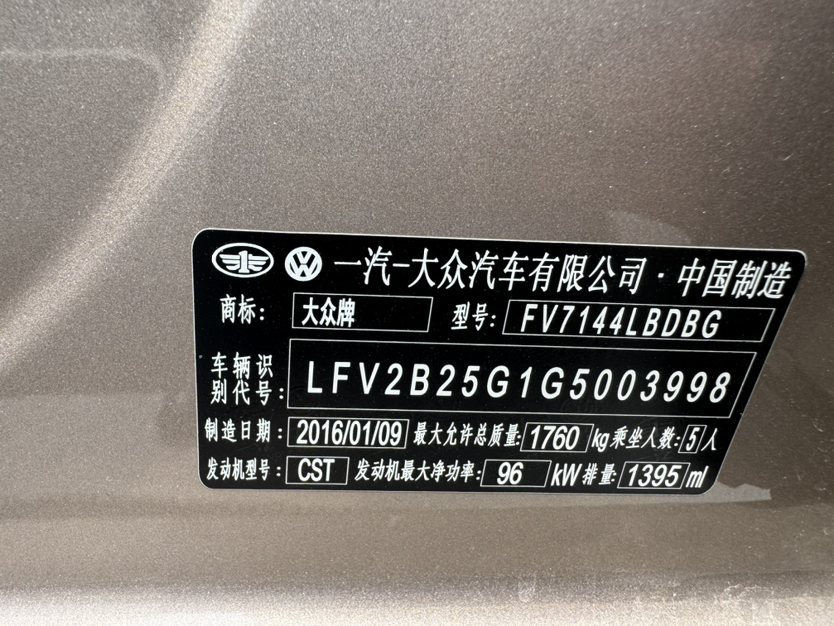 一汽-大众汽车有限公司·中国制造
商标: 大众牌 型号: FV7144LBDBG
车辆识别代号: LFV2B25G1G5003998
制造日期: 2016/01/09 最大允许总质量: 1760 kg 乘坐人数: 5 人
发动机型号: CST 发动机最大净功率: 96 kW 排量: 1395 ml